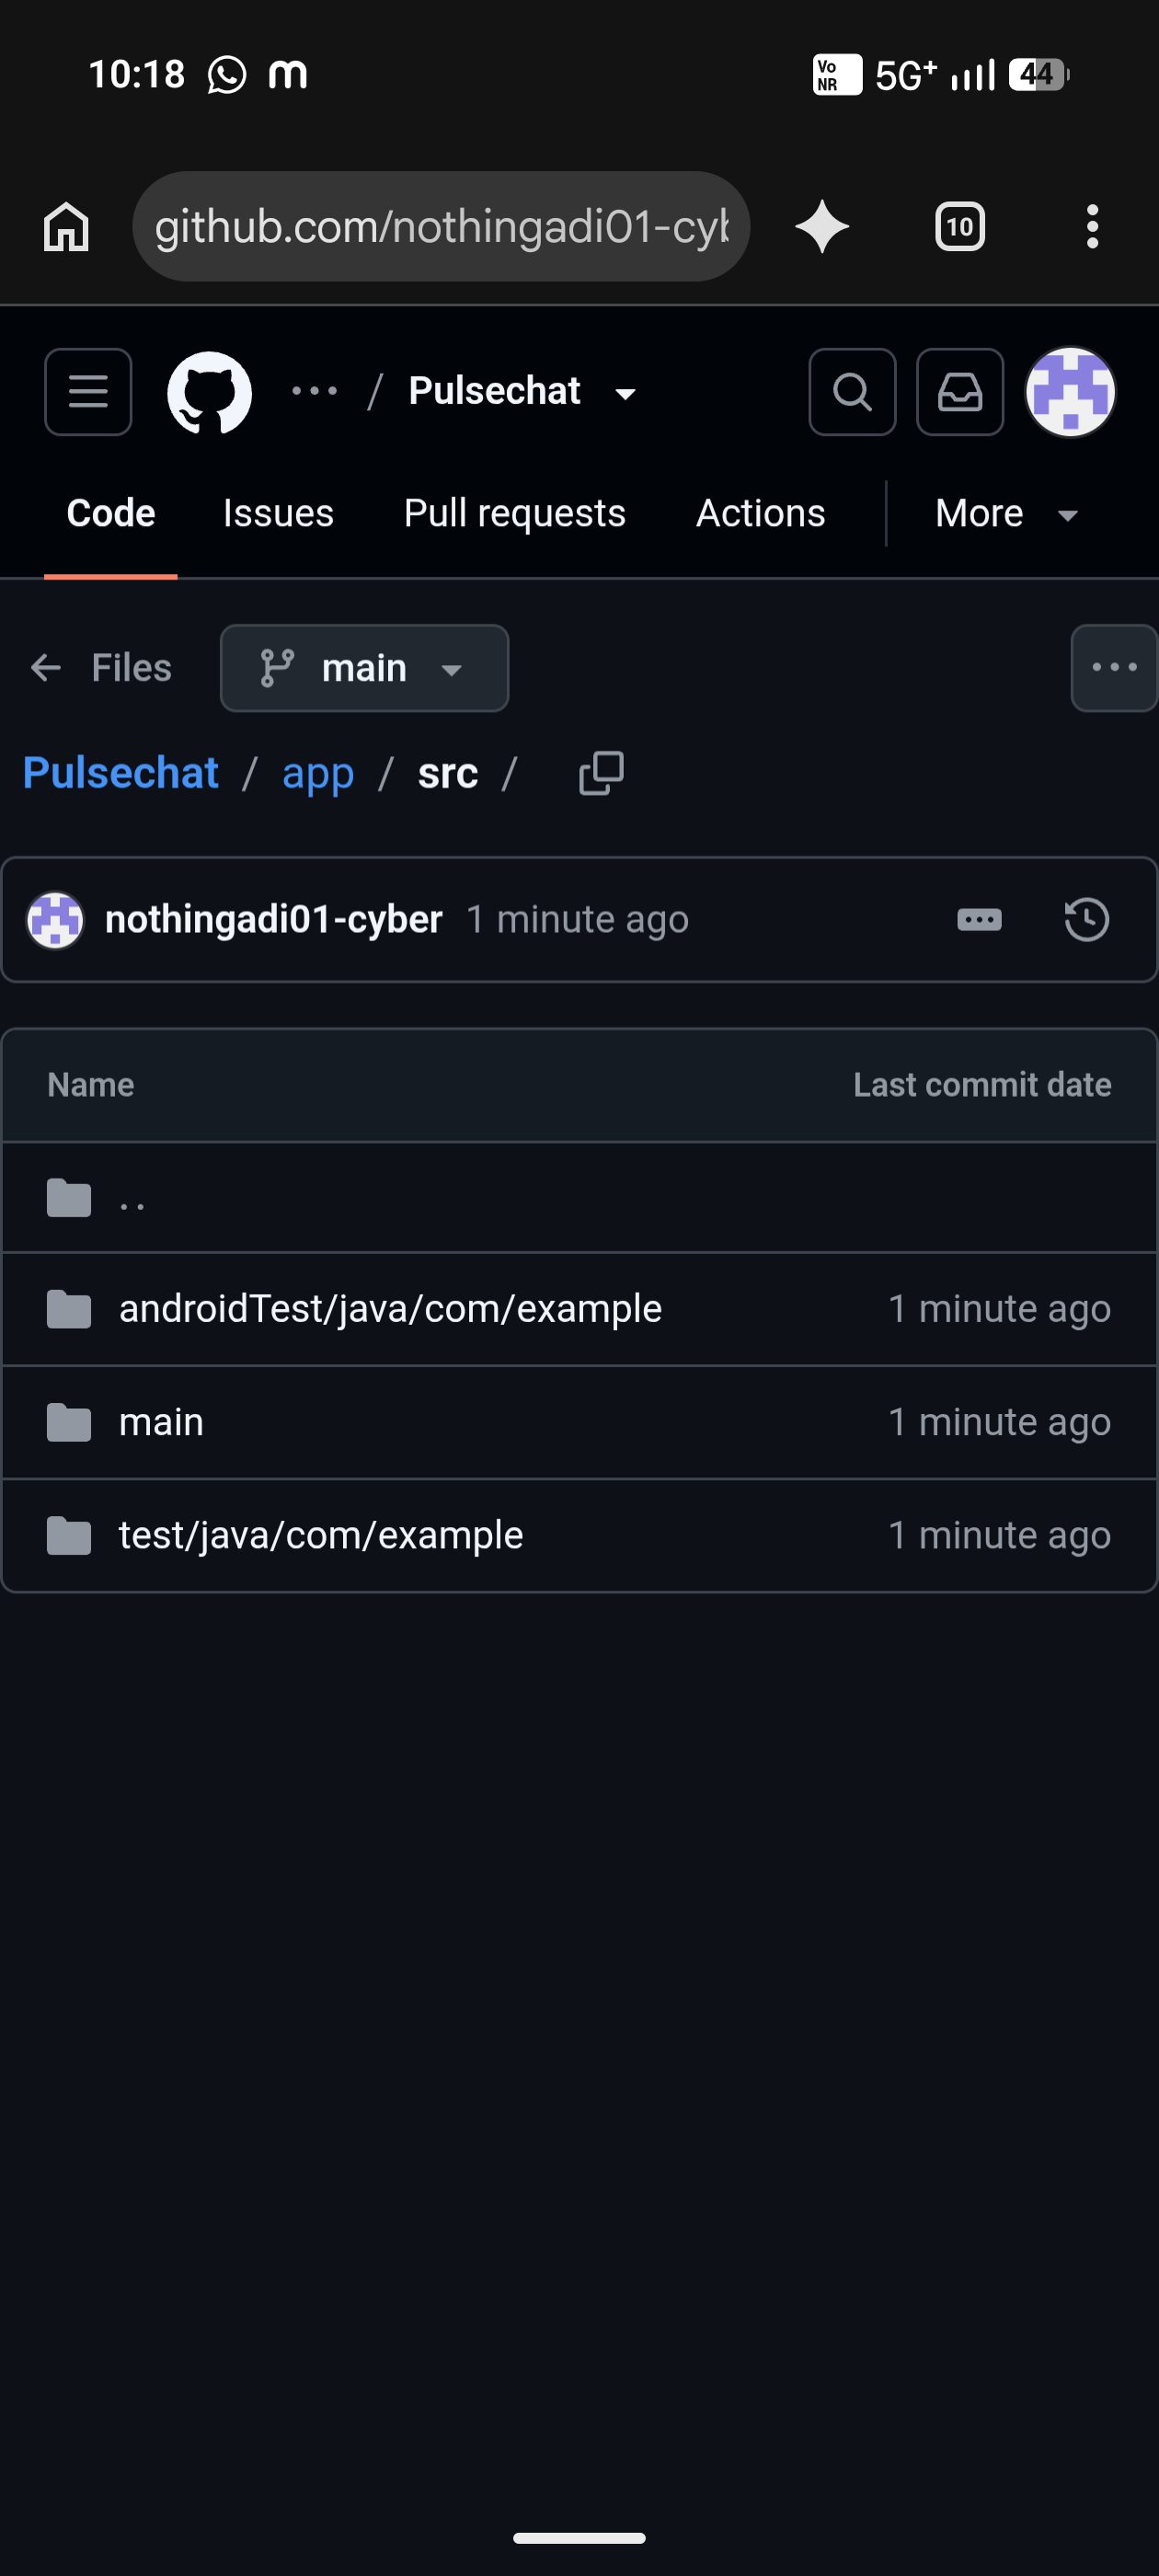 10:18 m Vo NR 5G+ 44
github.com/nothingadi01-cyb
10
... / Pulsechat
Code Issues Pull requests Actions More
Files main ...
Pulsechat / app / src /
nothingadi01-cyber 1 minute ago
Name Last commit date
..
androidTest/java/com/example 1 minute ago
main 1 minute ago
test/java/com/example 1 minute ago